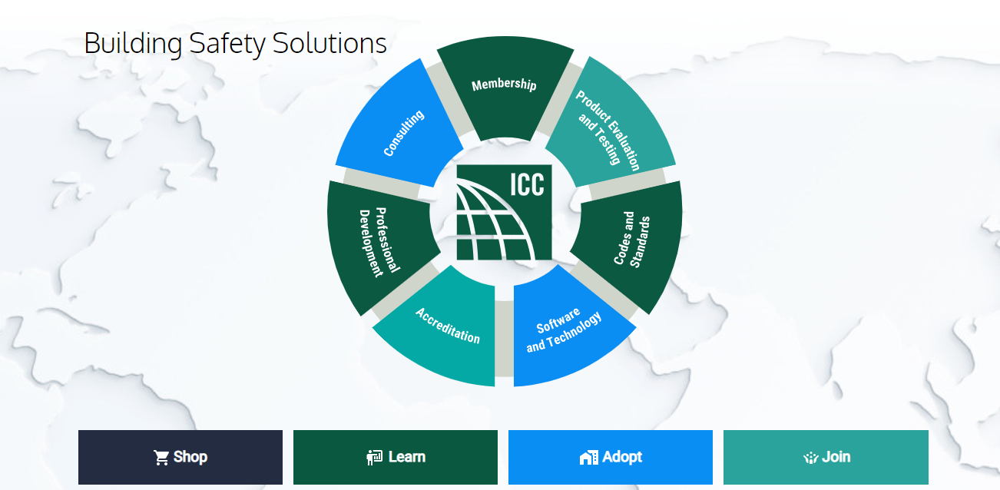 Building Safety Solutions
Membership
Product Evaluation
and Testing
Codes and
Standards
Software
and Technology
Accreditation
Professional
Development
Consulting
ICC
Shop
Learn
Adopt
Join